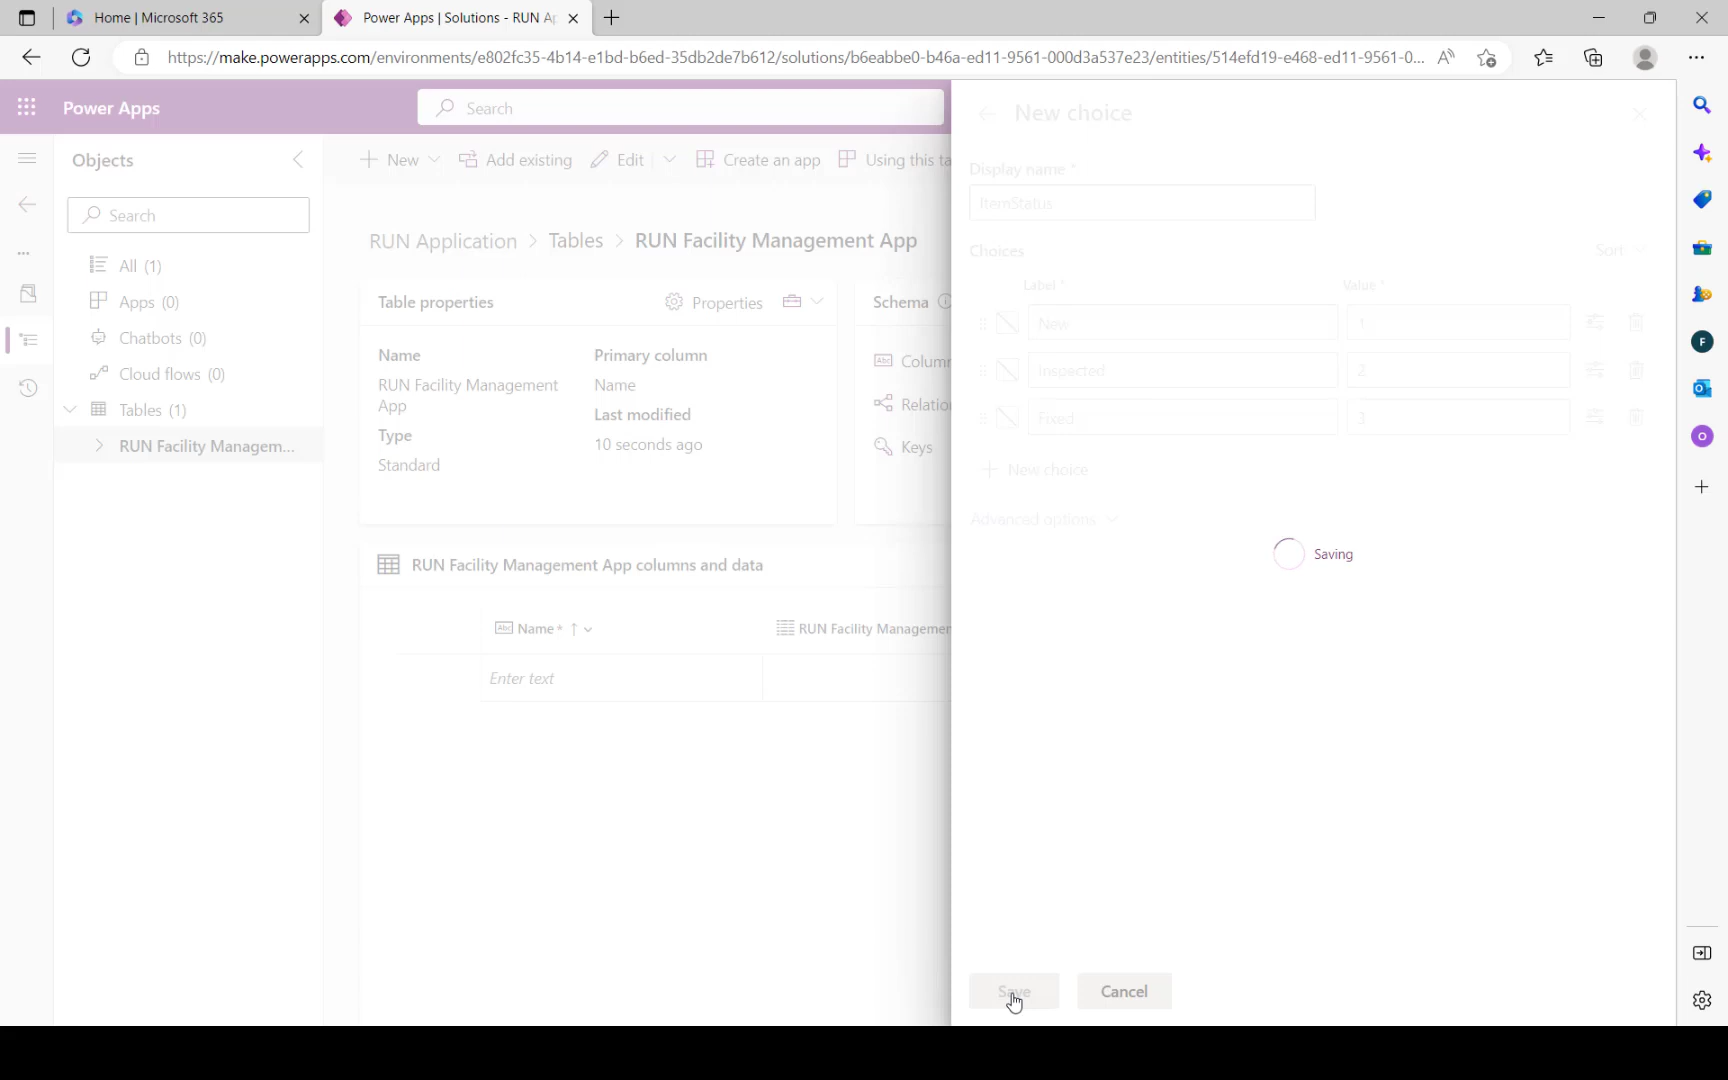 Home | Microsoft 365
Power Apps | Solutions - RUN Ap
https://make.powerapps.com/environments/e802fc35-4b14-e1bd-b6ed-35db2de7b612/solutions/b6eabbe0-b46a-ed11-9561-000d3a537e23/entities/514efd19-e468-ed11-9561-0...
Power Apps
Search
New choice
Objects
New
Add existing
Edit
Create an app
Using this ta
Display name *
ItemStatus
Search
RUN Application > Tables > RUN Facility Management App
Choices
Sort
All (1)
Apps (0)
Chatbots (0)
Cloud flows (0)
Tables (1)
RUN Facility Managem...
Table properties
Properties
Schema
Label *
Value *
New
1
Inspected
2
Fixed
3
Name
RUN Facility Management
App
Type
Standard
Primary column
Name
Last modified
10 seconds ago
Column
Relation
Keys
New choice
Advanced options
Saving
RUN Facility Management App columns and data
Abc Name * ↑
RUN Facility Managemen
Enter text
Save
Cancel
F
O